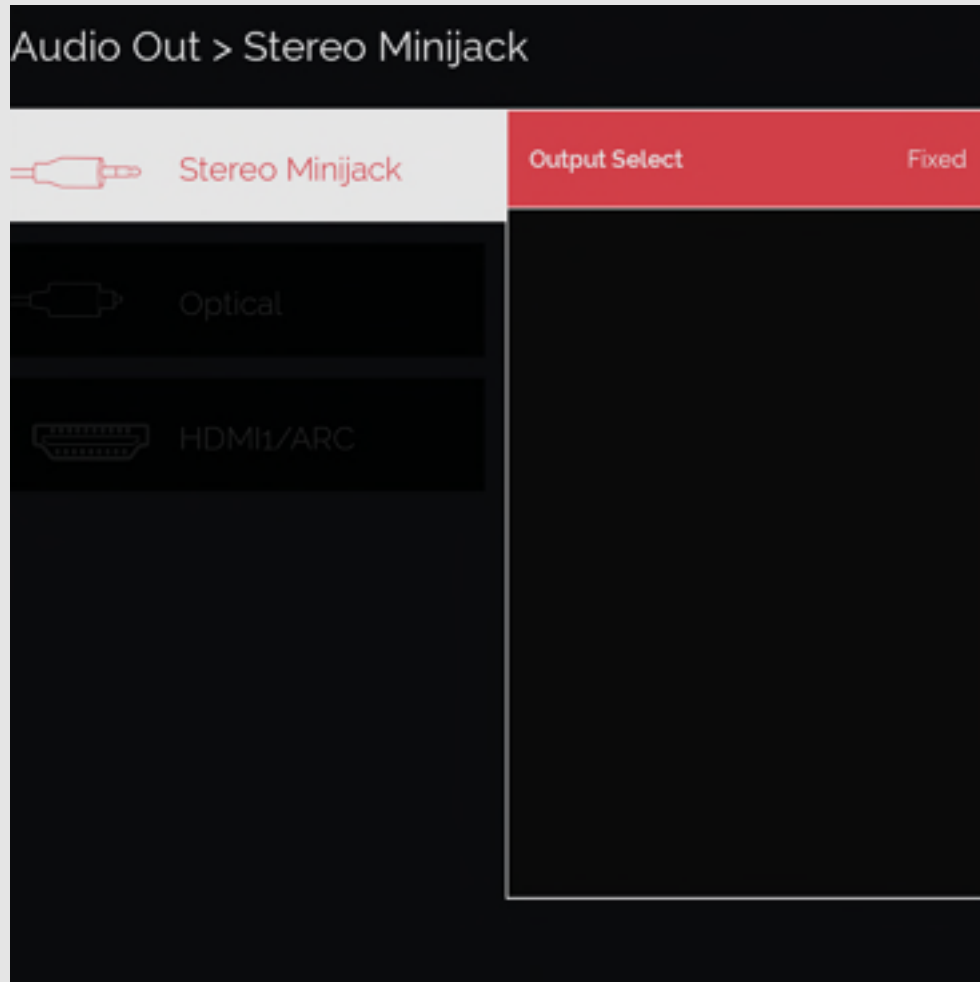 Audio Out > Stereo Minijack
Stereo Minijack
Output Select Fixed
Optical
HDMI1/ARC